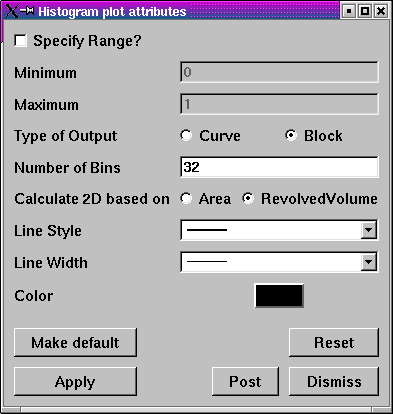 Histogram plot attributes
Specify Range?
Minimum 0
Maximum 1
Type of Output Curve Block
Number of Bins 32
Calculate 2D based on Area RevolvedVolume
Line Style
Line Width
Color
Make default Reset
Apply Post Dismiss